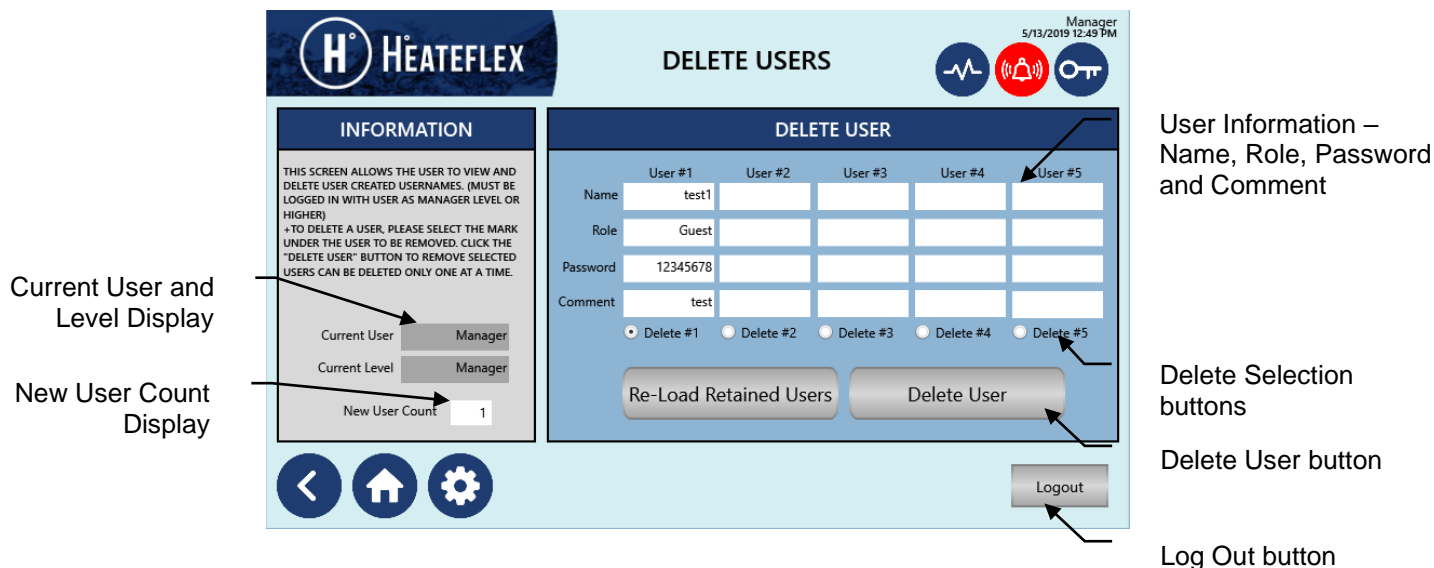 Manager
5/13/2019 12:49 PM
H° HEATEFLEX
DELETE USERS
INFORMATION
THIS SCREEN ALLOWS THE USER TO VIEW AND
DELETE USER CREATED USERNAMES. (MUST BE
LOGGED IN WITH USER AS MANAGER LEVEL OR
HIGHER)
+TO DELETE A USER, PLEASE SELECT THE MARK
UNDER THE USER TO BE REMOVED. CLICK THE
"DELETE USER" BUTTON TO REMOVE SELECTED
USERS CAN BE DELETED ONLY ONE AT A TIME.
Current User Manager
Current Level Manager
New User Count 1
DELETE USER
User #1 User #2 User #3 User #4 User #5
Name test1
Role Guest
Password 12345678
Comment test
Delete #1 Delete #2 Delete #3 Delete #4 Delete #5
Re-Load Retained Users Delete User
Logout
Current User and
Level Display
New User Count
Display
User Information –
Name, Role, Password
and Comment
Delete Selection
buttons
Delete User button
Log Out button